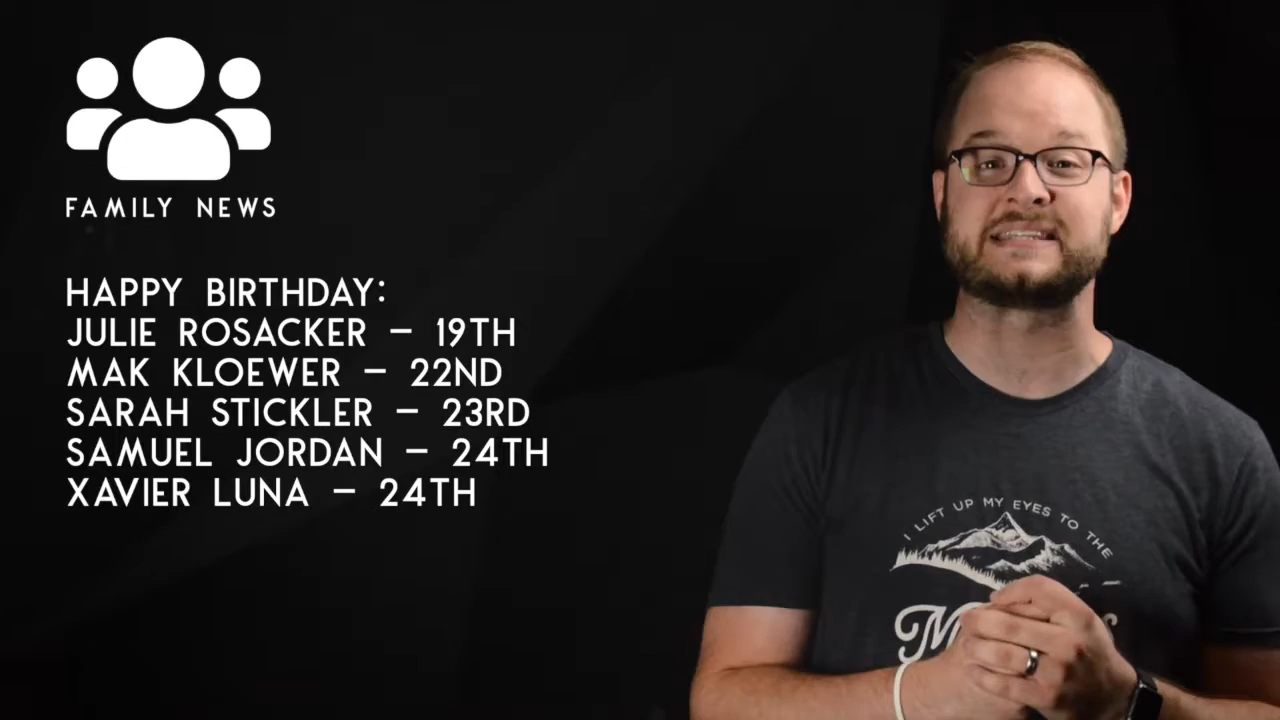 FAMILY NEWS
HAPPY BIRTHDAY:
JULIE ROSACKER – 19TH
MAK KLOEWER – 22ND
SARAH STICKLER – 23RD
SAMUEL JORDAN – 24TH
XAVIER LUNA – 24TH
I LIFT UP MY EYES TO THE